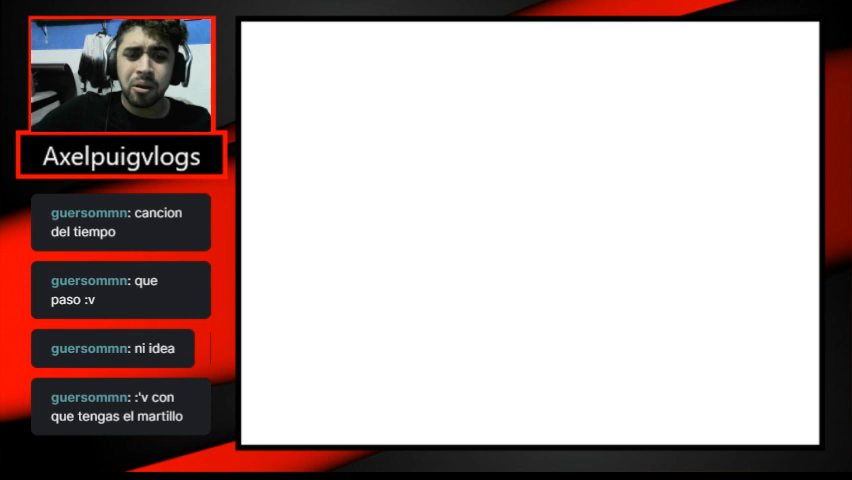 Axelpuigvlogs
guersommn: cancion
del tiempo
guersommn: que
paso :v
guersommn: ni idea
guersommn: :'v con
que tengas el martillo